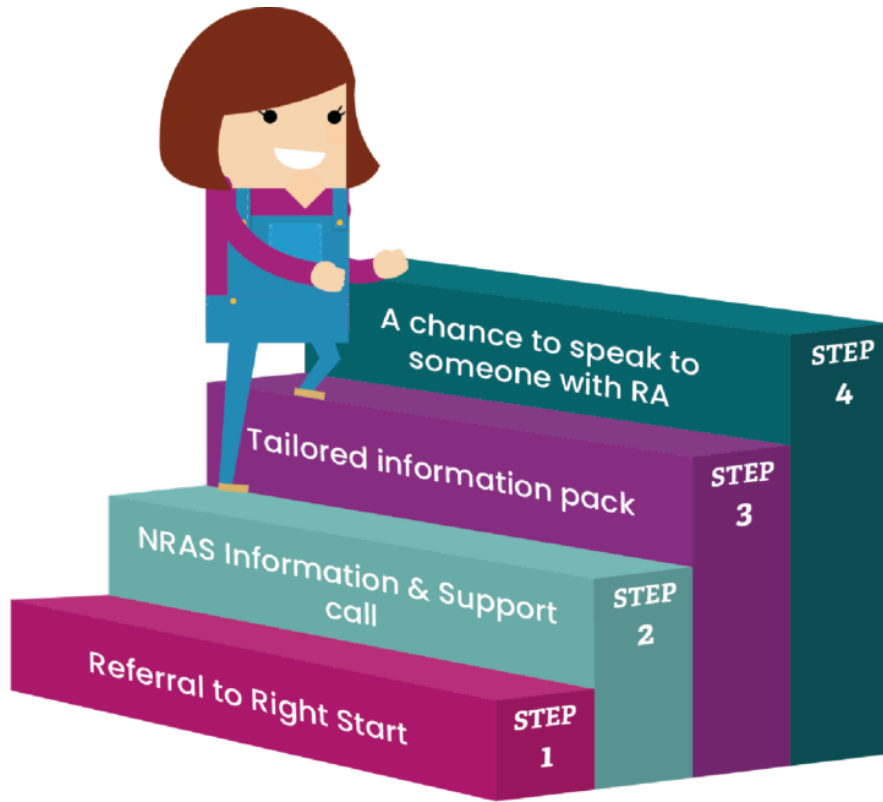 A chance to speak to
someone with RA
STEP
4
Tailored information pack
STEP
3
NRAS Information & Support
call
STEP
2
Referral to Right Start
STEP
1